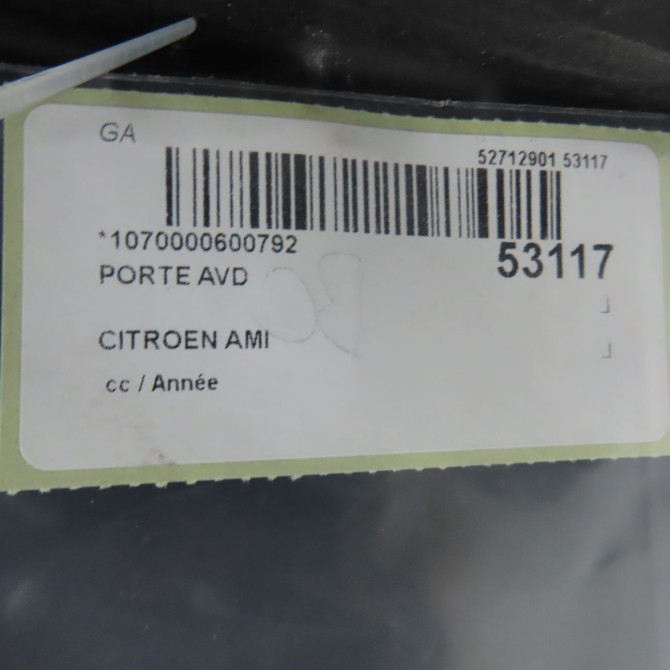 GA
52712901 53117
*1070000600792
53117
PORTE AVD
CITROEN AMI
cc / Année